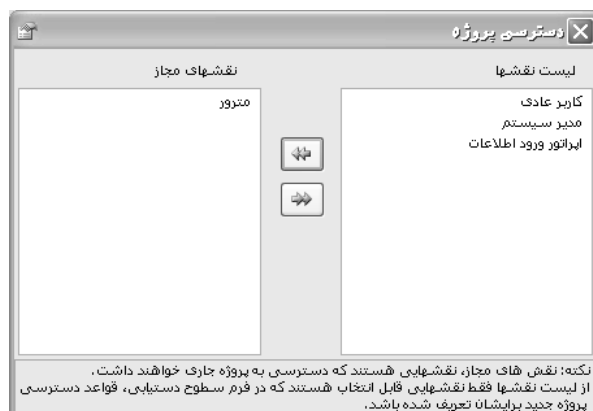 دسترسی پروژه
لیست نقشها
نقشهای مجاز
کاربر عادی
مدیر سیستم
اپراتور ورود اطلاعات
مترور
نکته: نقش های مجاز، نقشهایی هستند که دسترسی به پروژه جاری خواهند داشت.
از لیست نقشها فقط نقشهایی قابل انتخاب هستند که در فرم سطوح دستیابی، قواعد دسترسی
پروژه جدید برایشان تعریف شده باشد.